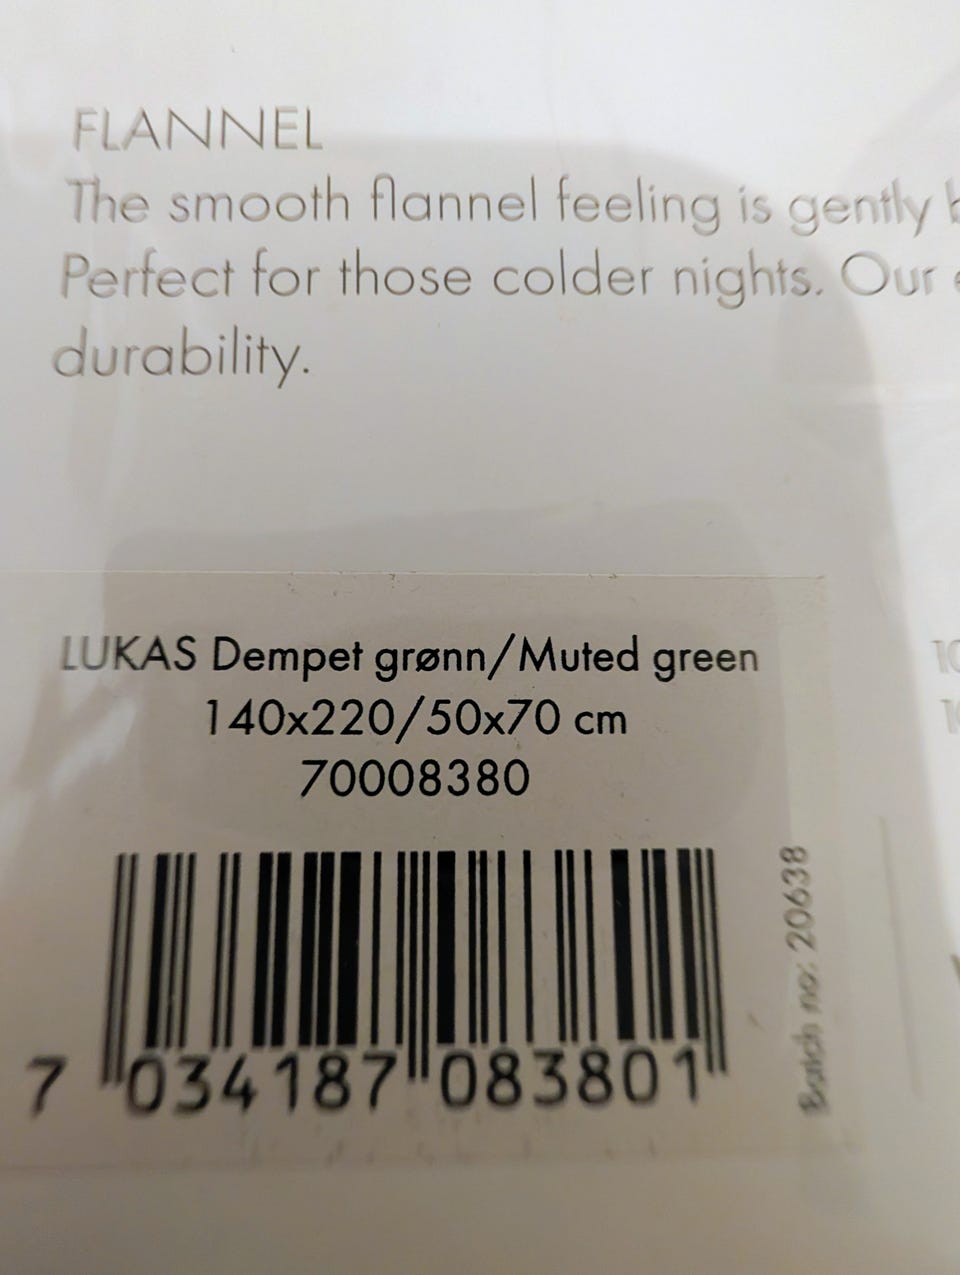 FLANNEL
The smooth flannel feeling is gently
Perfect for those colder nights. Our
durability.
LUKAS Dempet grønn/Muted green
140x220/50x70 cm
70008380
7 034187 083801
Batch no: 20638